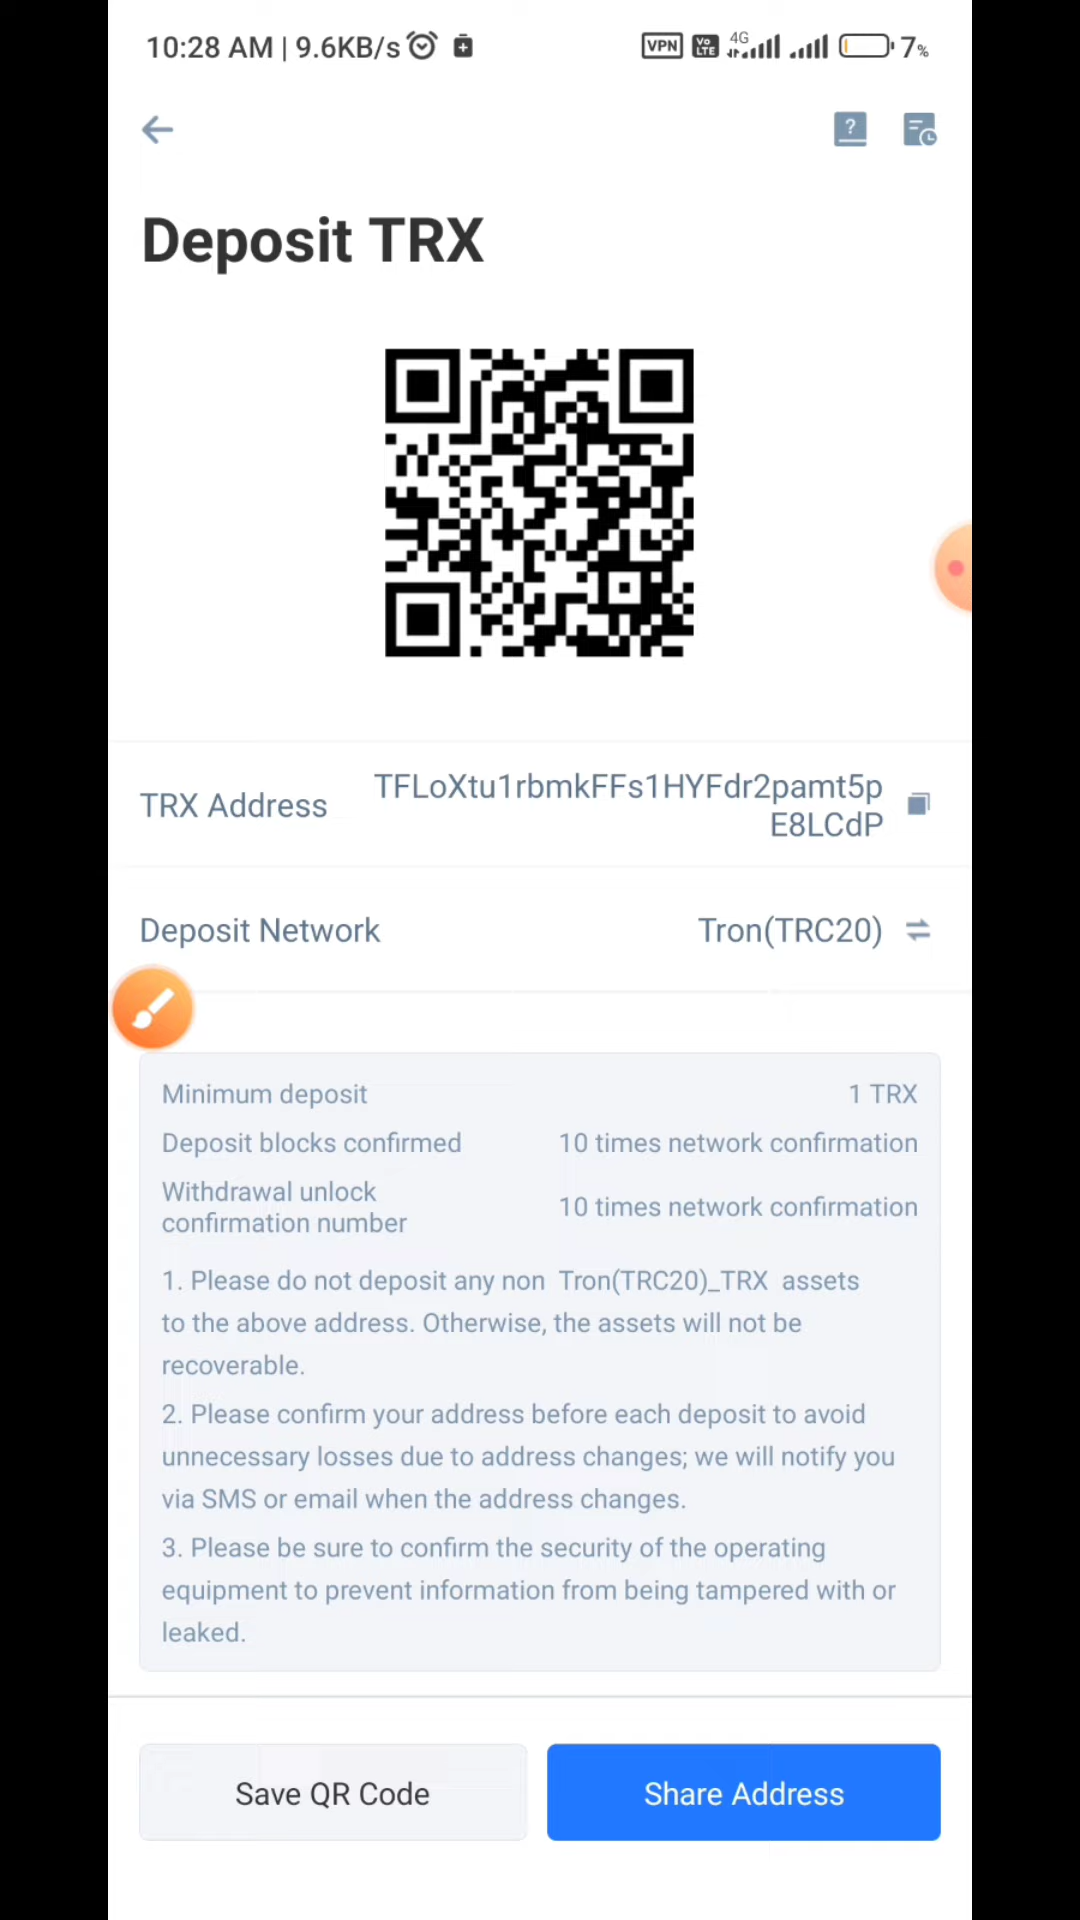 10:28 AM | 9.6KB/s VPN Vo LTE 4G 7%
?
Deposit TRX
TRX Address TFLoXtu1rbmkFFs1HYFdr2pamt5p
E8LCdP
Deposit Network Tron(TRC20)
Minimum deposit 1 TRX
Deposit blocks confirmed 10 times network confirmation
Withdrawal unlock
confirmation number 10 times network confirmation
1. Please do not deposit any non Tron(TRC20)_TRX assets
to the above address. Otherwise, the assets will not be
recoverable.
2. Please confirm your address before each deposit to avoid
unnecessary losses due to address changes; we will notify you
via SMS or email when the address changes.
3. Please be sure to confirm the security of the operating
equipment to prevent information from being tampered with or
leaked.
Save QR Code Share Address